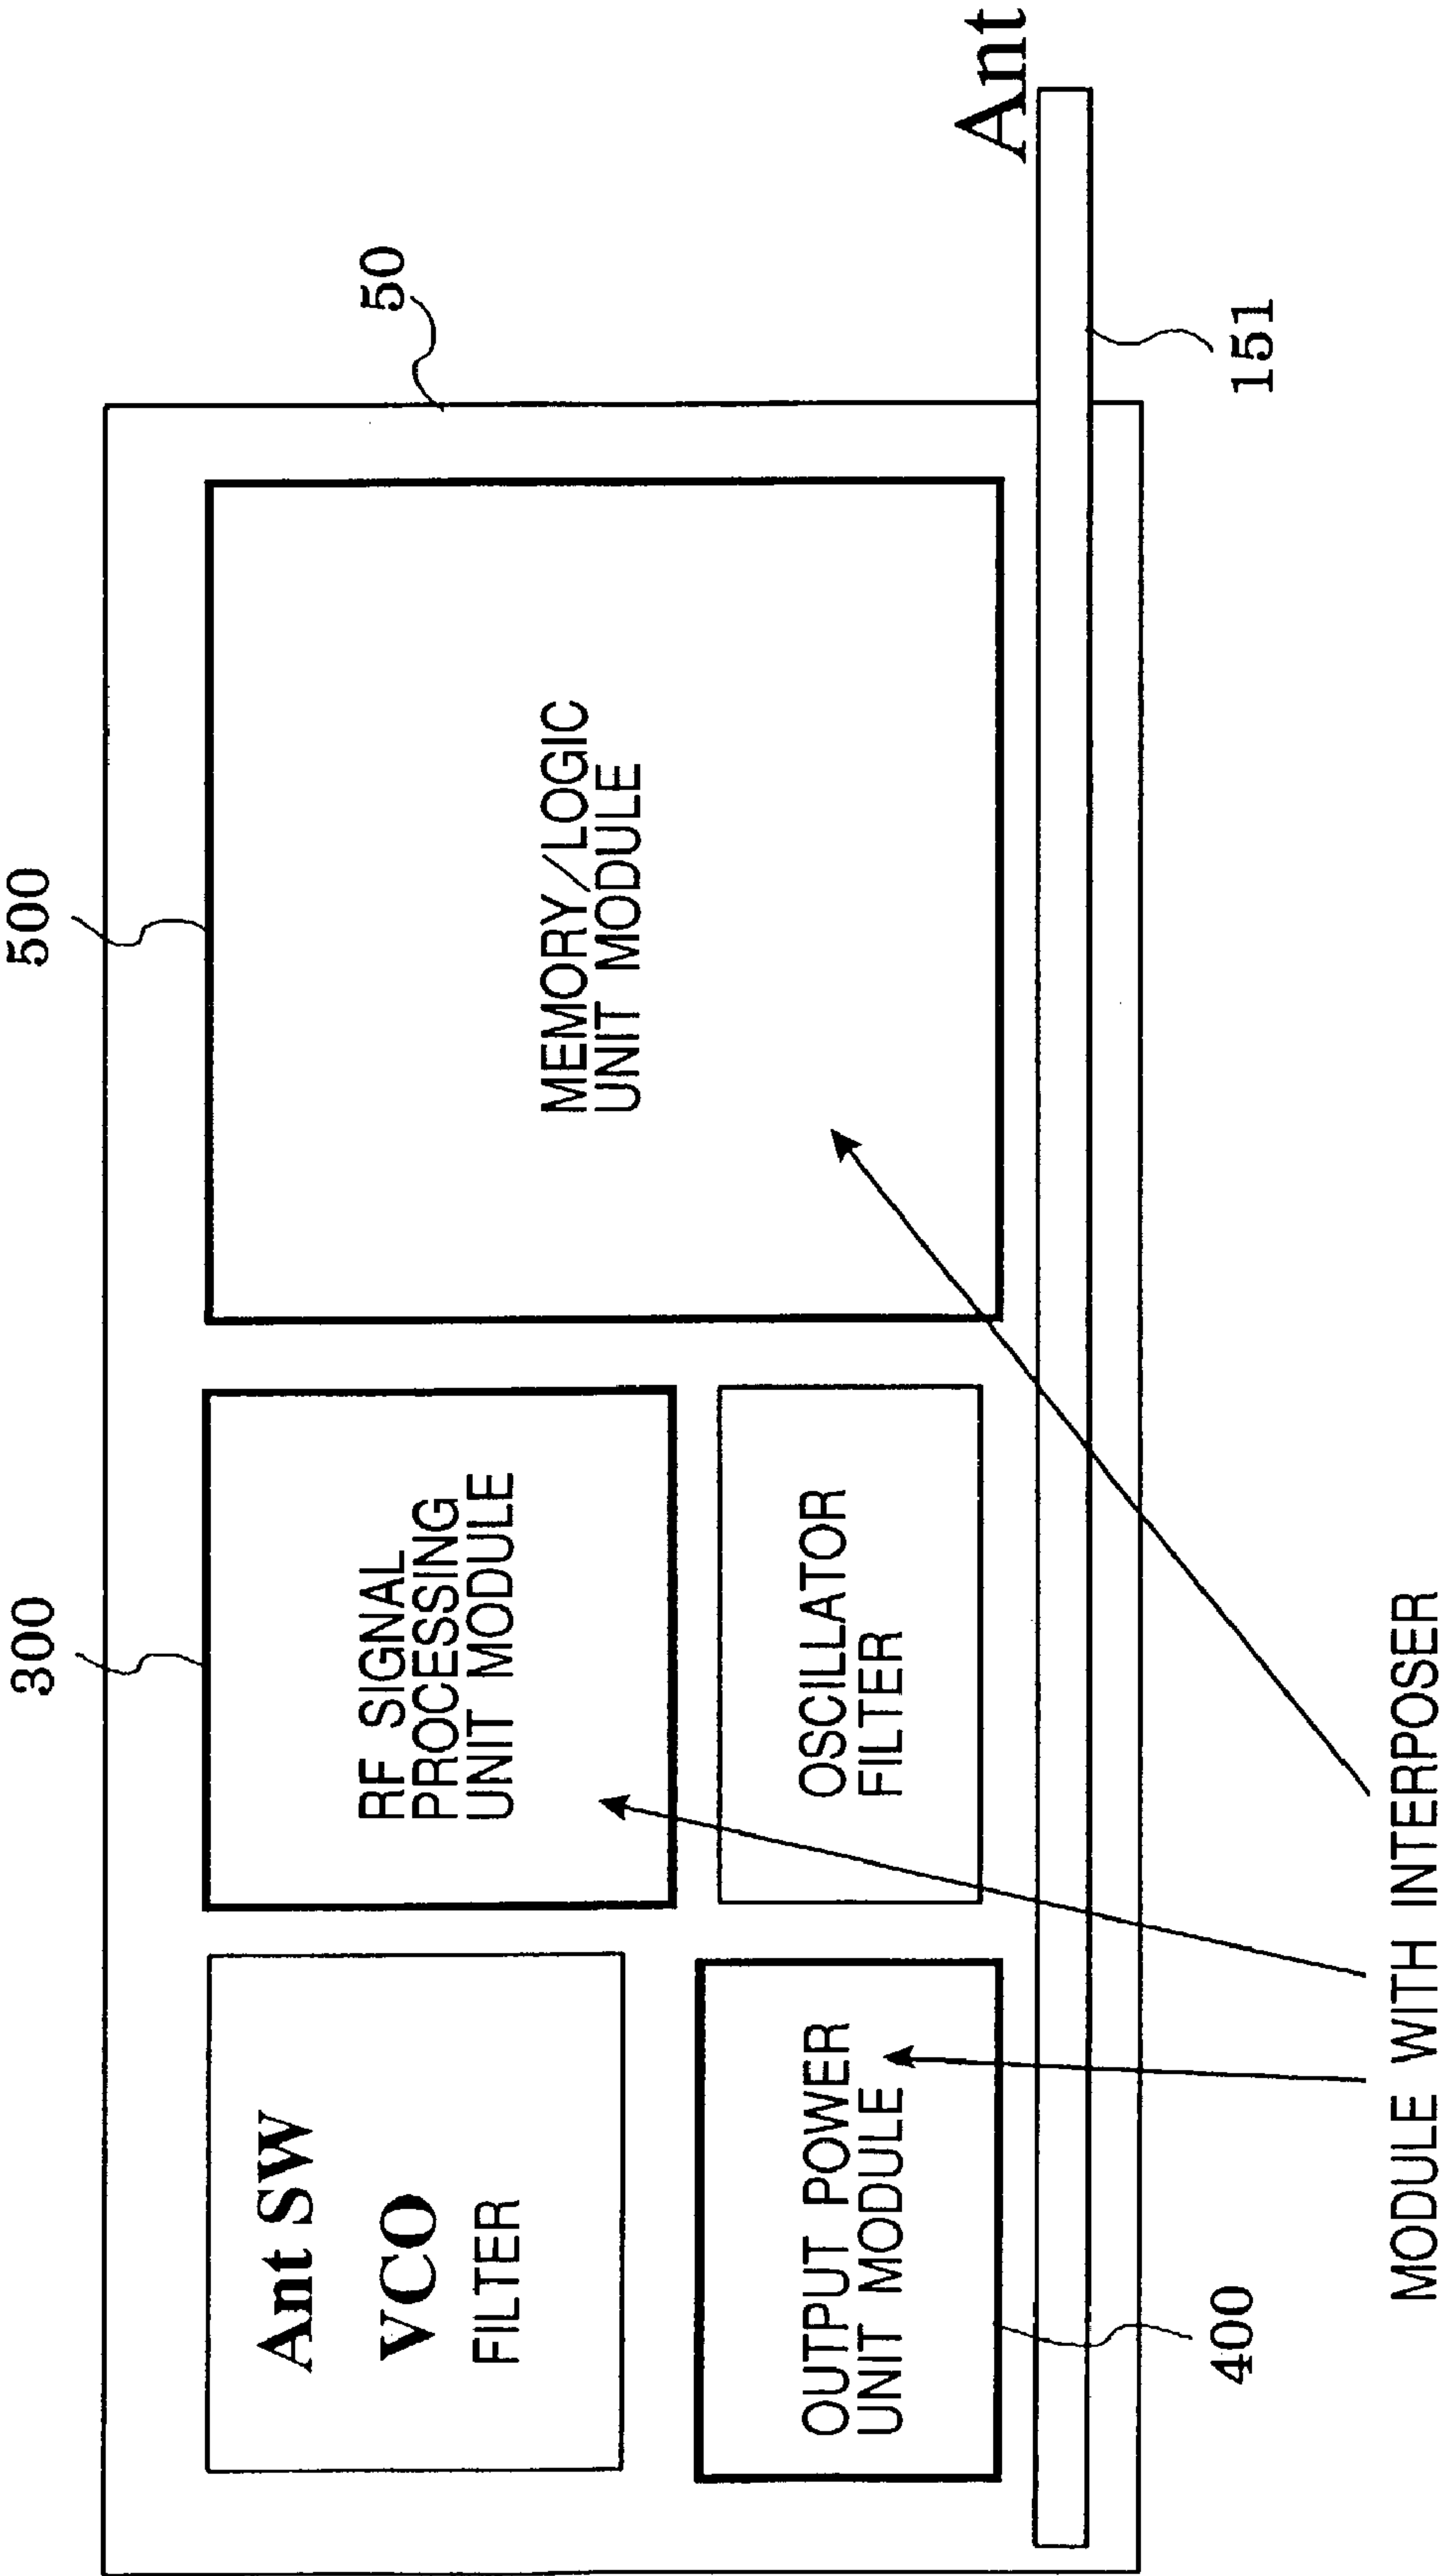 300
500
50
Ant SW
VCO
FILTER
RF SIGNAL
PROCESSING
UNIT MODULE
MEMORY/LOGIC
UNIT MODULE
OUTPUT POWER
UNIT MODULE
OSCILLATOR
FILTER
Ant
400
151
MODULE WITH INTERPOSER